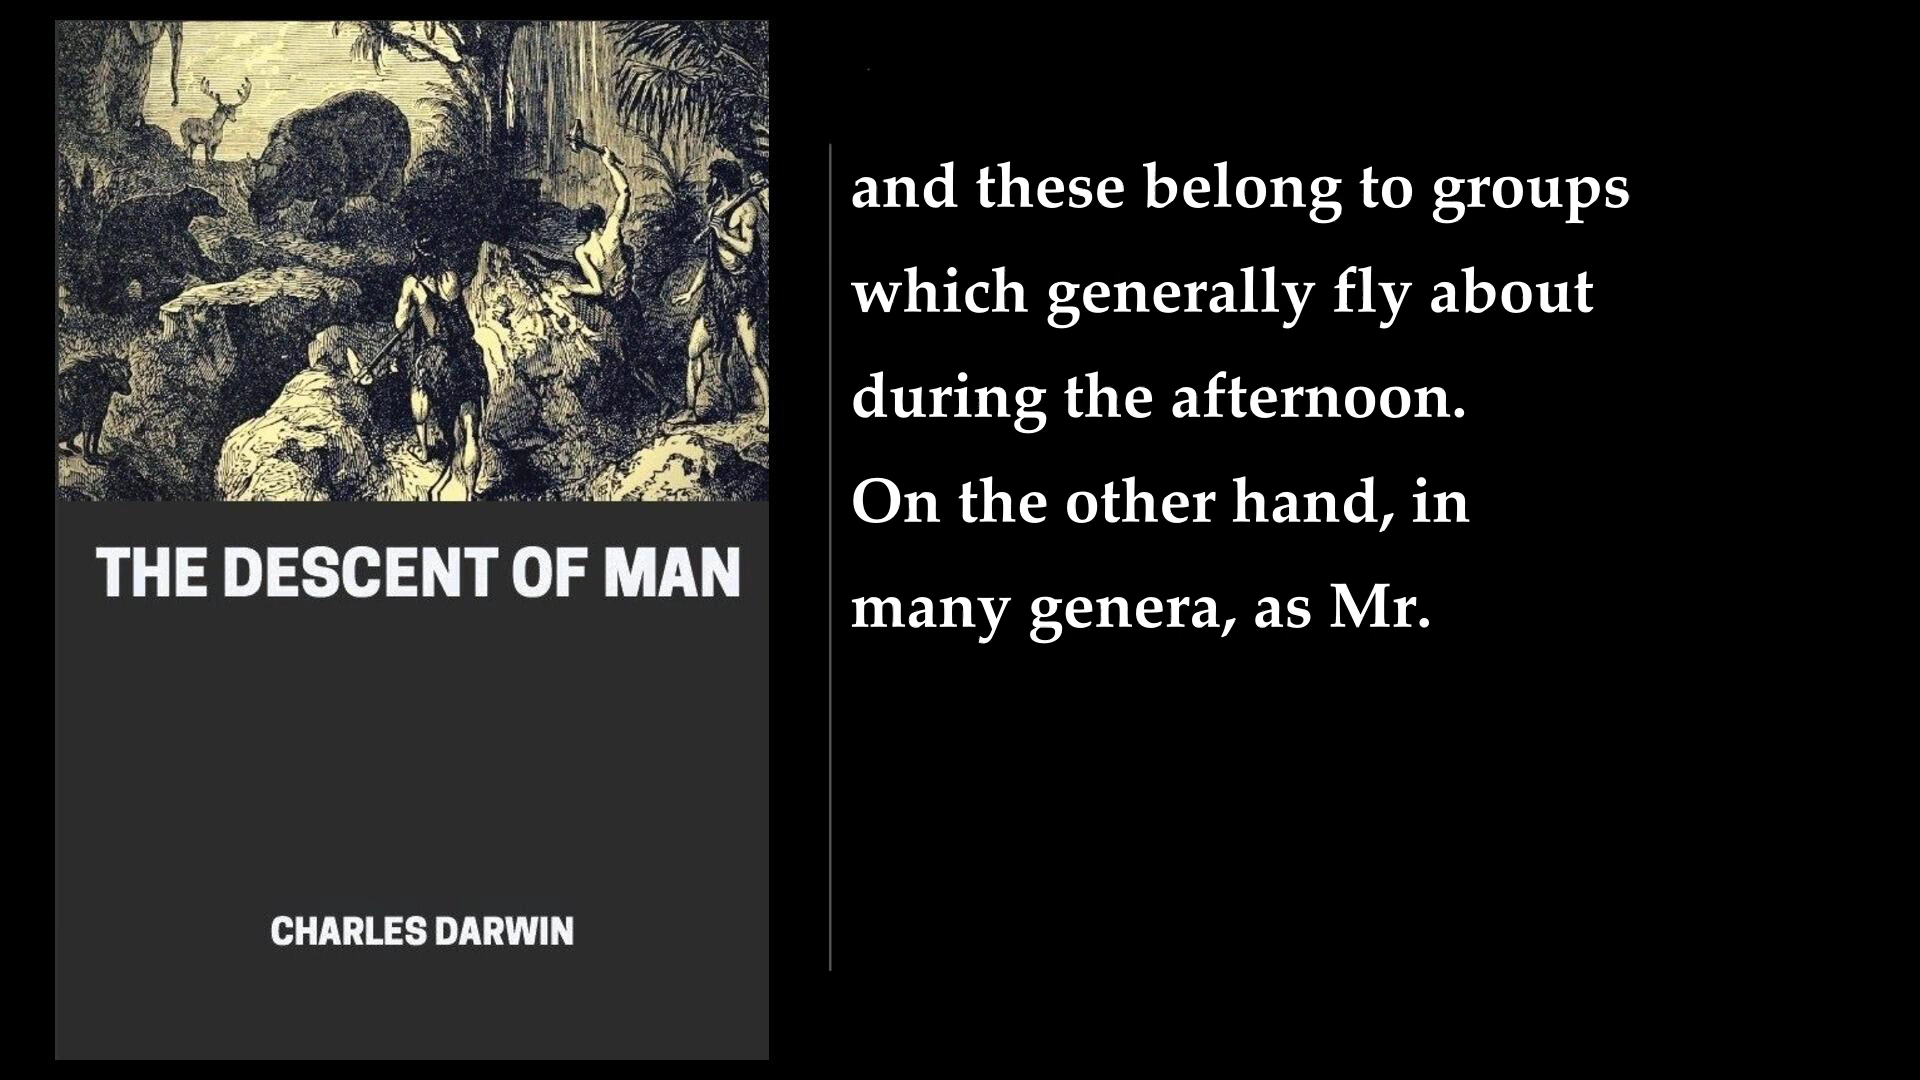 THE DESCENT OF MAN
CHARLES DARWIN
and these belong to groups
which generally fly about
during the afternoon.
On the other hand, in
many genera, as Mr.